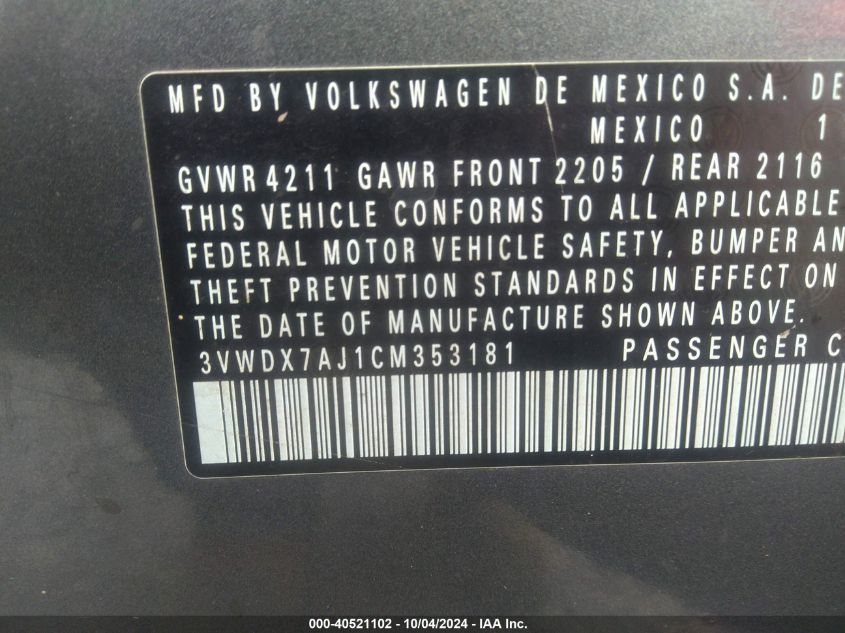 MFD BY VOLKSWAGEN DE MEXICO S.A. DE
MEXICO 1
GVWR 4211 GAWR FRONT 2205 / REAR 2116
THIS VEHICLE CONFORMS TO ALL APPLICABLE
FEDERAL MOTOR VEHICLE SAFETY, BUMPER AN
THEFT PREVENTION STANDARDS IN EFFECT ON
THE DATE OF MANUFACTURE SHOWN ABOVE.
3VWDX7AJ1CM353181 PASSENGER C
000-40521102 - 10/04/2024 - IAA Inc.